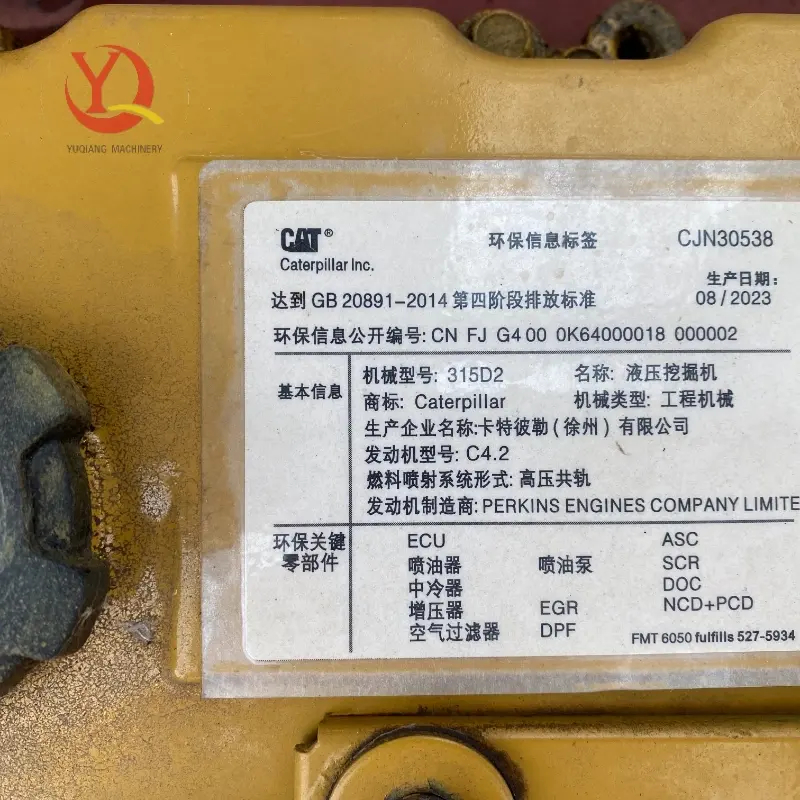 YQ
YUQIANG MACHINERY
CAT® 环保信息标签 CJN30538
Caterpillar Inc. 生产日期:
达到 GB 20891-2014 第四阶段排放标准 08/2023
环保信息公开编号: CN FJ G4 00 0K64000018 000002
基本信息
机械型号: 315D2 名称: 液压挖掘机
商标: Caterpillar 机械类型: 工程机械
生产企业名称:卡特彼勒(徐州)有限公司
发动机型号: C4.2
燃料喷射系统形式: 高压共轨
发动机制造商: PERKINS ENGINES COMPANY LIMITE
环保关键 ECU ASC
零部件 喷油器 喷油泵 SCR
中冷器 DOC
增压器 EGR NCD+PCD
空气过滤器 DPF FMT 6050 fulfills 527-5934